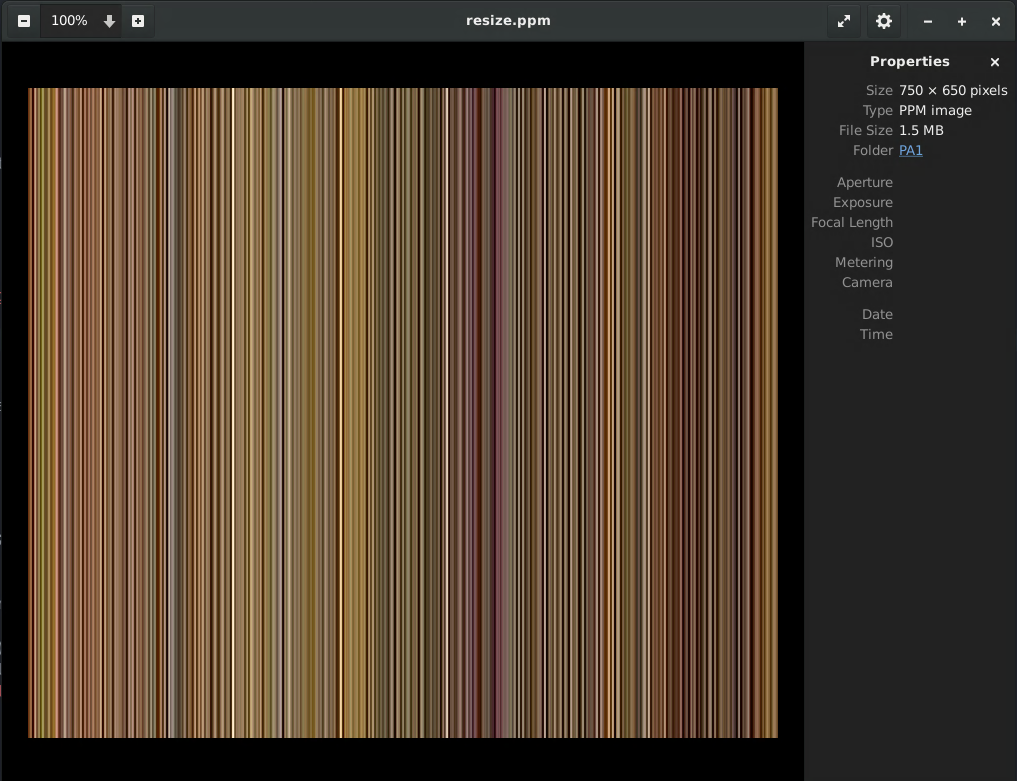 100%
resize.ppm
Properties
Size 750 × 650 pixels
Type PPM image
File Size 1.5 MB
Folder PA1
Aperture
Exposure
Focal Length
ISO
Metering
Camera
Date
Time